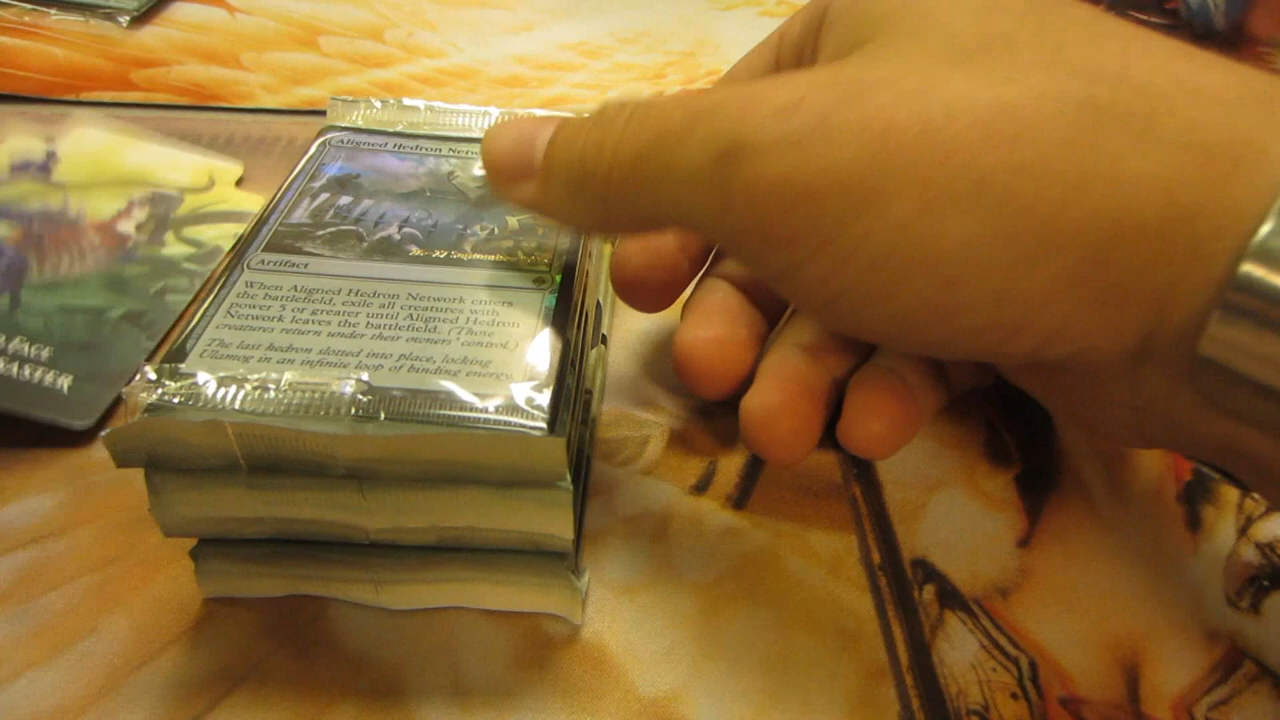 Aligned Hedron
September
Artifact
When Aligned Hedron Network enters
the battlefield, exile all creatures with
power 5 or greater until Aligned Hedron
Network leaves the battlefield. (Those
creatures return under their owners' control.)
The last hedron slotted into place, locking
Ulamog in an infinite loop of binding energy.